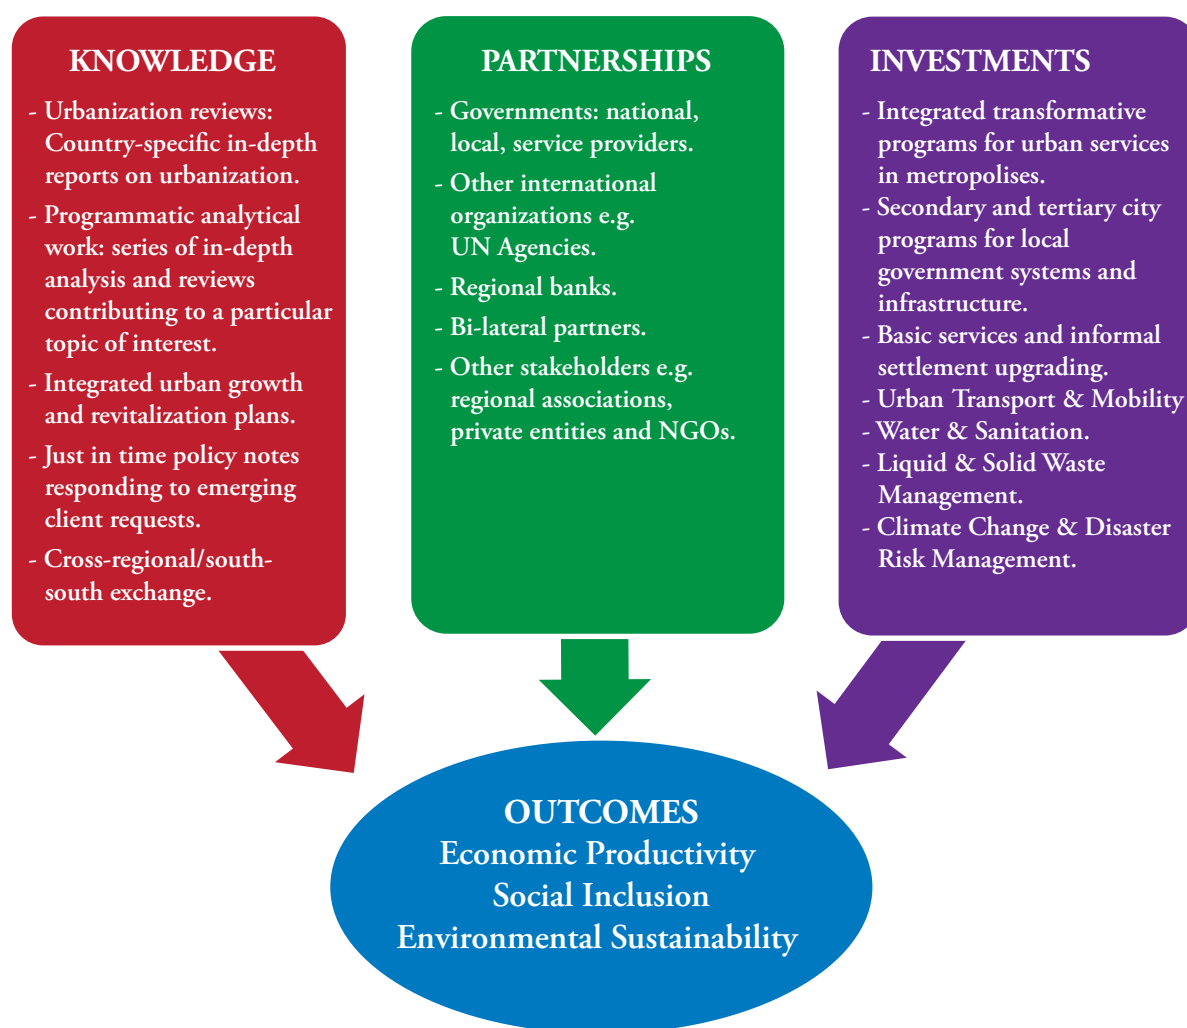 KNOWLEDGE
- Urbanization reviews:
Country-specific in-depth
reports on urbanization.
- Programmatic analytical
work: series of in-depth
analysis and reviews
contributing to a particular
topic of interest.
- Integrated urban growth
and revitalization plans.
- Just in time policy notes
responding to emerging
client requests.
- Cross-regional/south-
south exchange.
PARTNERSHIPS
- Governments: national,
local, service providers.
- Other international
organizations e.g.
UN Agencies.
- Regional banks.
- Bi-lateral partners.
- Other stakeholders e.g.
regional associations,
private entities and NGOs.
INVESTMENTS
- Integrated transformative
programs for urban services
in metropolises.
- Secondary and tertiary city
programs for local
government systems and
infrastructure.
- Basic services and informal
settlement upgrading.
- Urban Transport & Mobility
- Water & Sanitation.
- Liquid & Solid Waste
Management.
- Climate Change & Disaster
Risk Management.
OUTCOMES
Economic Productivity
Social Inclusion
Environmental Sustainability